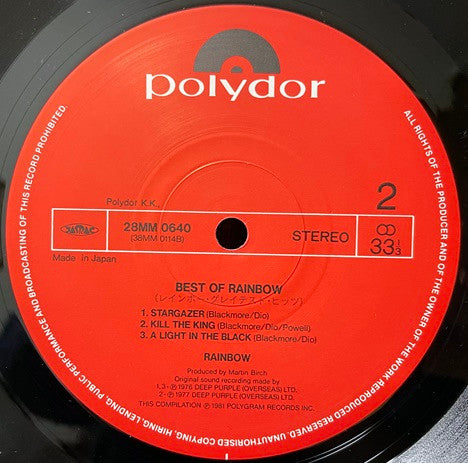 polydor
ALL RIGHTS OF THE PRODUCER AND OF THE OWNER OF THE WORK REPRODUCED RESERVED. UNAUTHORISED COPYING, HIRING, LENDING, PUBLIC PERFORMANCE AND BROADCASTING OF THIS RECORD PROHIBITED.
Polydor K.K.,
2
JASRAC
28MM 0640
(38MM 0114B)
STEREO
33 1/3
Made in Japan
BEST OF RAINBOW
(レインボー・グレイテスト・ヒッツ)
1. STARGAZER (Blackmore/Dio)
2. KILL THE KING (Blackmore/Dio/Powell)
3. A LIGHT IN THE BLACK (Blackmore/Dio)
RAINBOW
Produced by Martin Birch
Original sound recording made by
1,3-℗1976 DEEP PURPLE (OVERSEAS) LTD.
2-℗1977 DEEP PURPLE (OVERSEAS) LTD.
THIS COMPILATION ℗1981 POLYGRAM RECORDS INC.